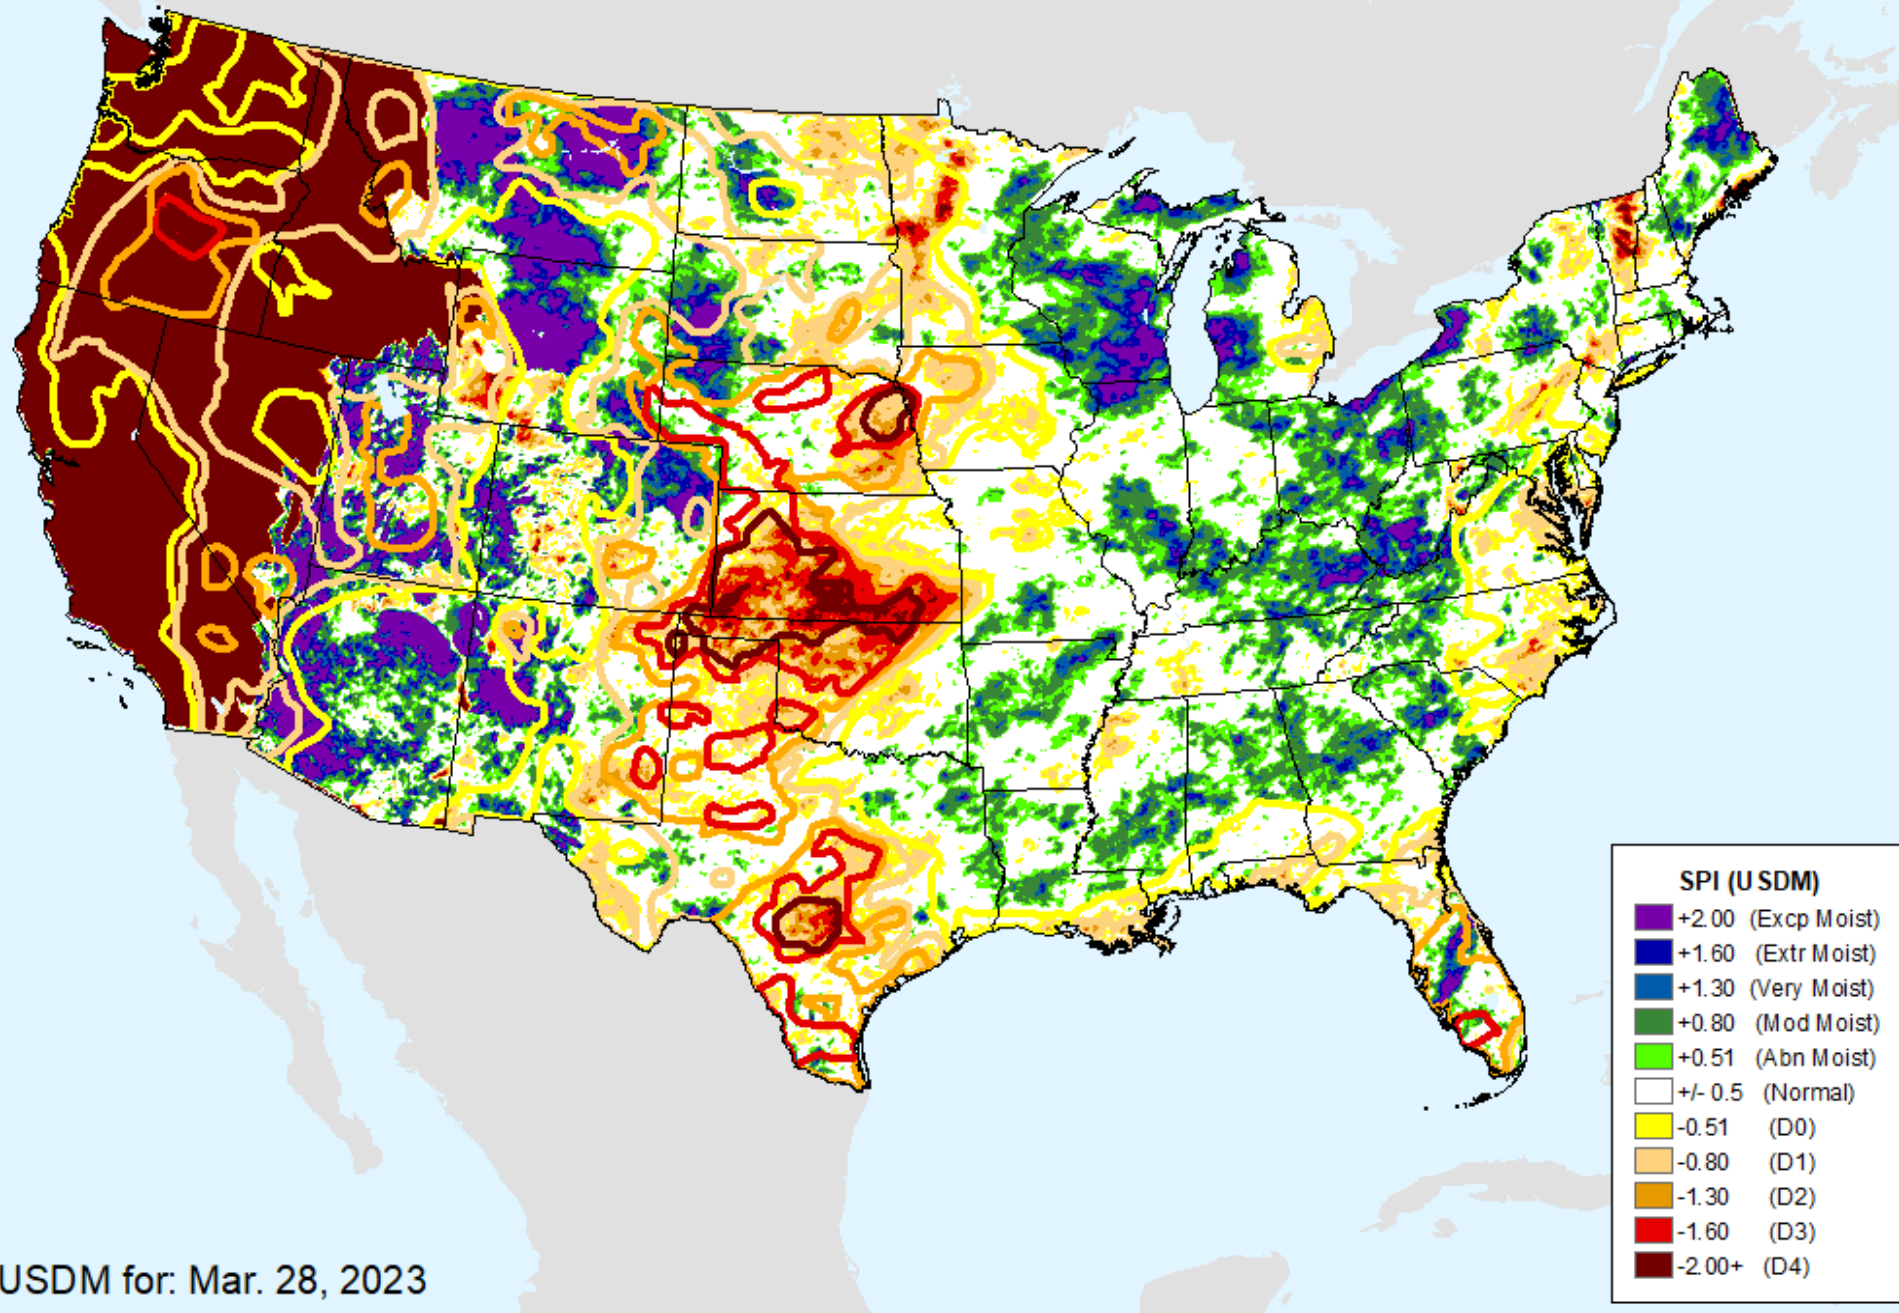 SPI (USDM)
+2.00 (Excp Moist)
+1.60 (Extr Moist)
+1.30 (Very Moist)
+0.80 (Mod Moist)
+0.51 (Abn Moist)
+/- 0.5 (Normal)
-0.51 (D0)
-0.80 (D1)
-1.30 (D2)
-1.60 (D3)
-2.00+ (D4)
USDM for: Mar. 28, 2023